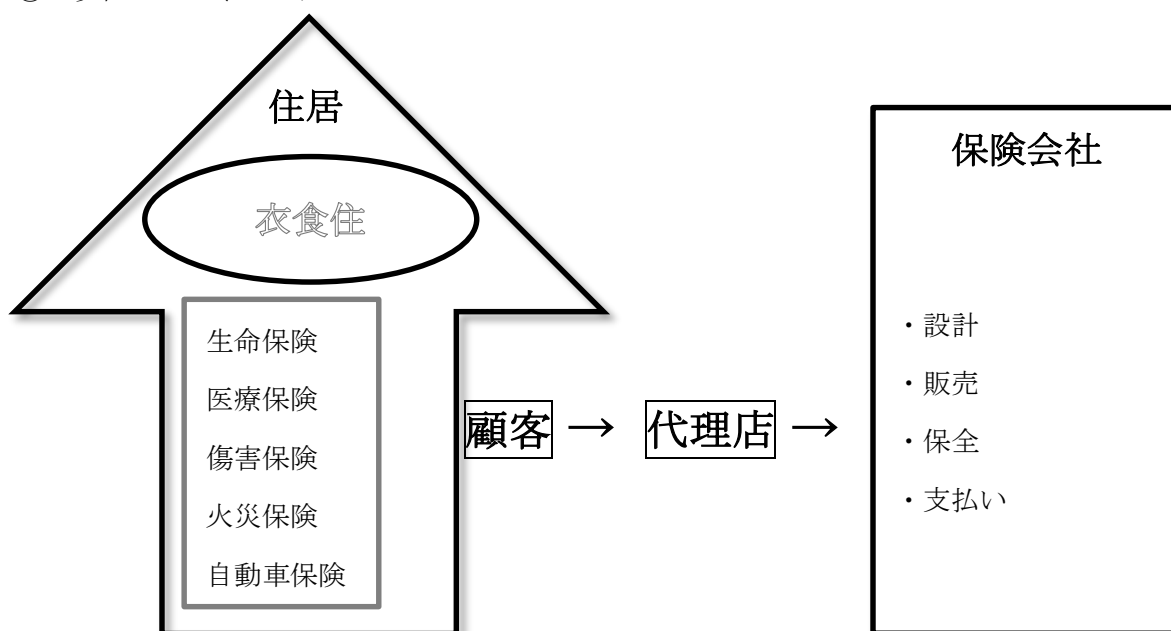 住居
衣食住
生命保険
医療保険
傷害保険
火災保険
自動車保険
顧客 → 代理店 →
保険会社
・設計
・販売
・保全
・支払い